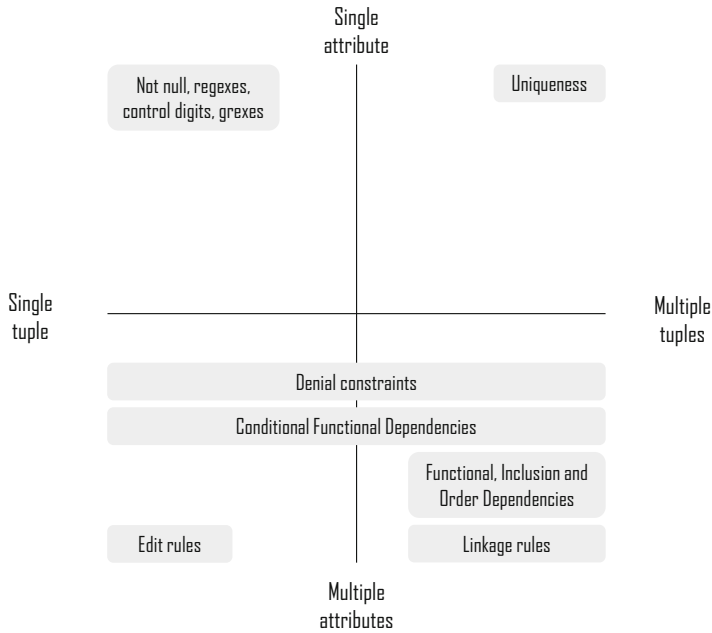 Single
attribute
Not null, regexes,
control digits, grexes
Uniqueness
Single
tuple
Multiple
tuples
Denial constraints
Conditional Functional Dependencies
Functional, Inclusion and
Order Dependencies
Edit rules
Linkage rules
Multiple
attributes